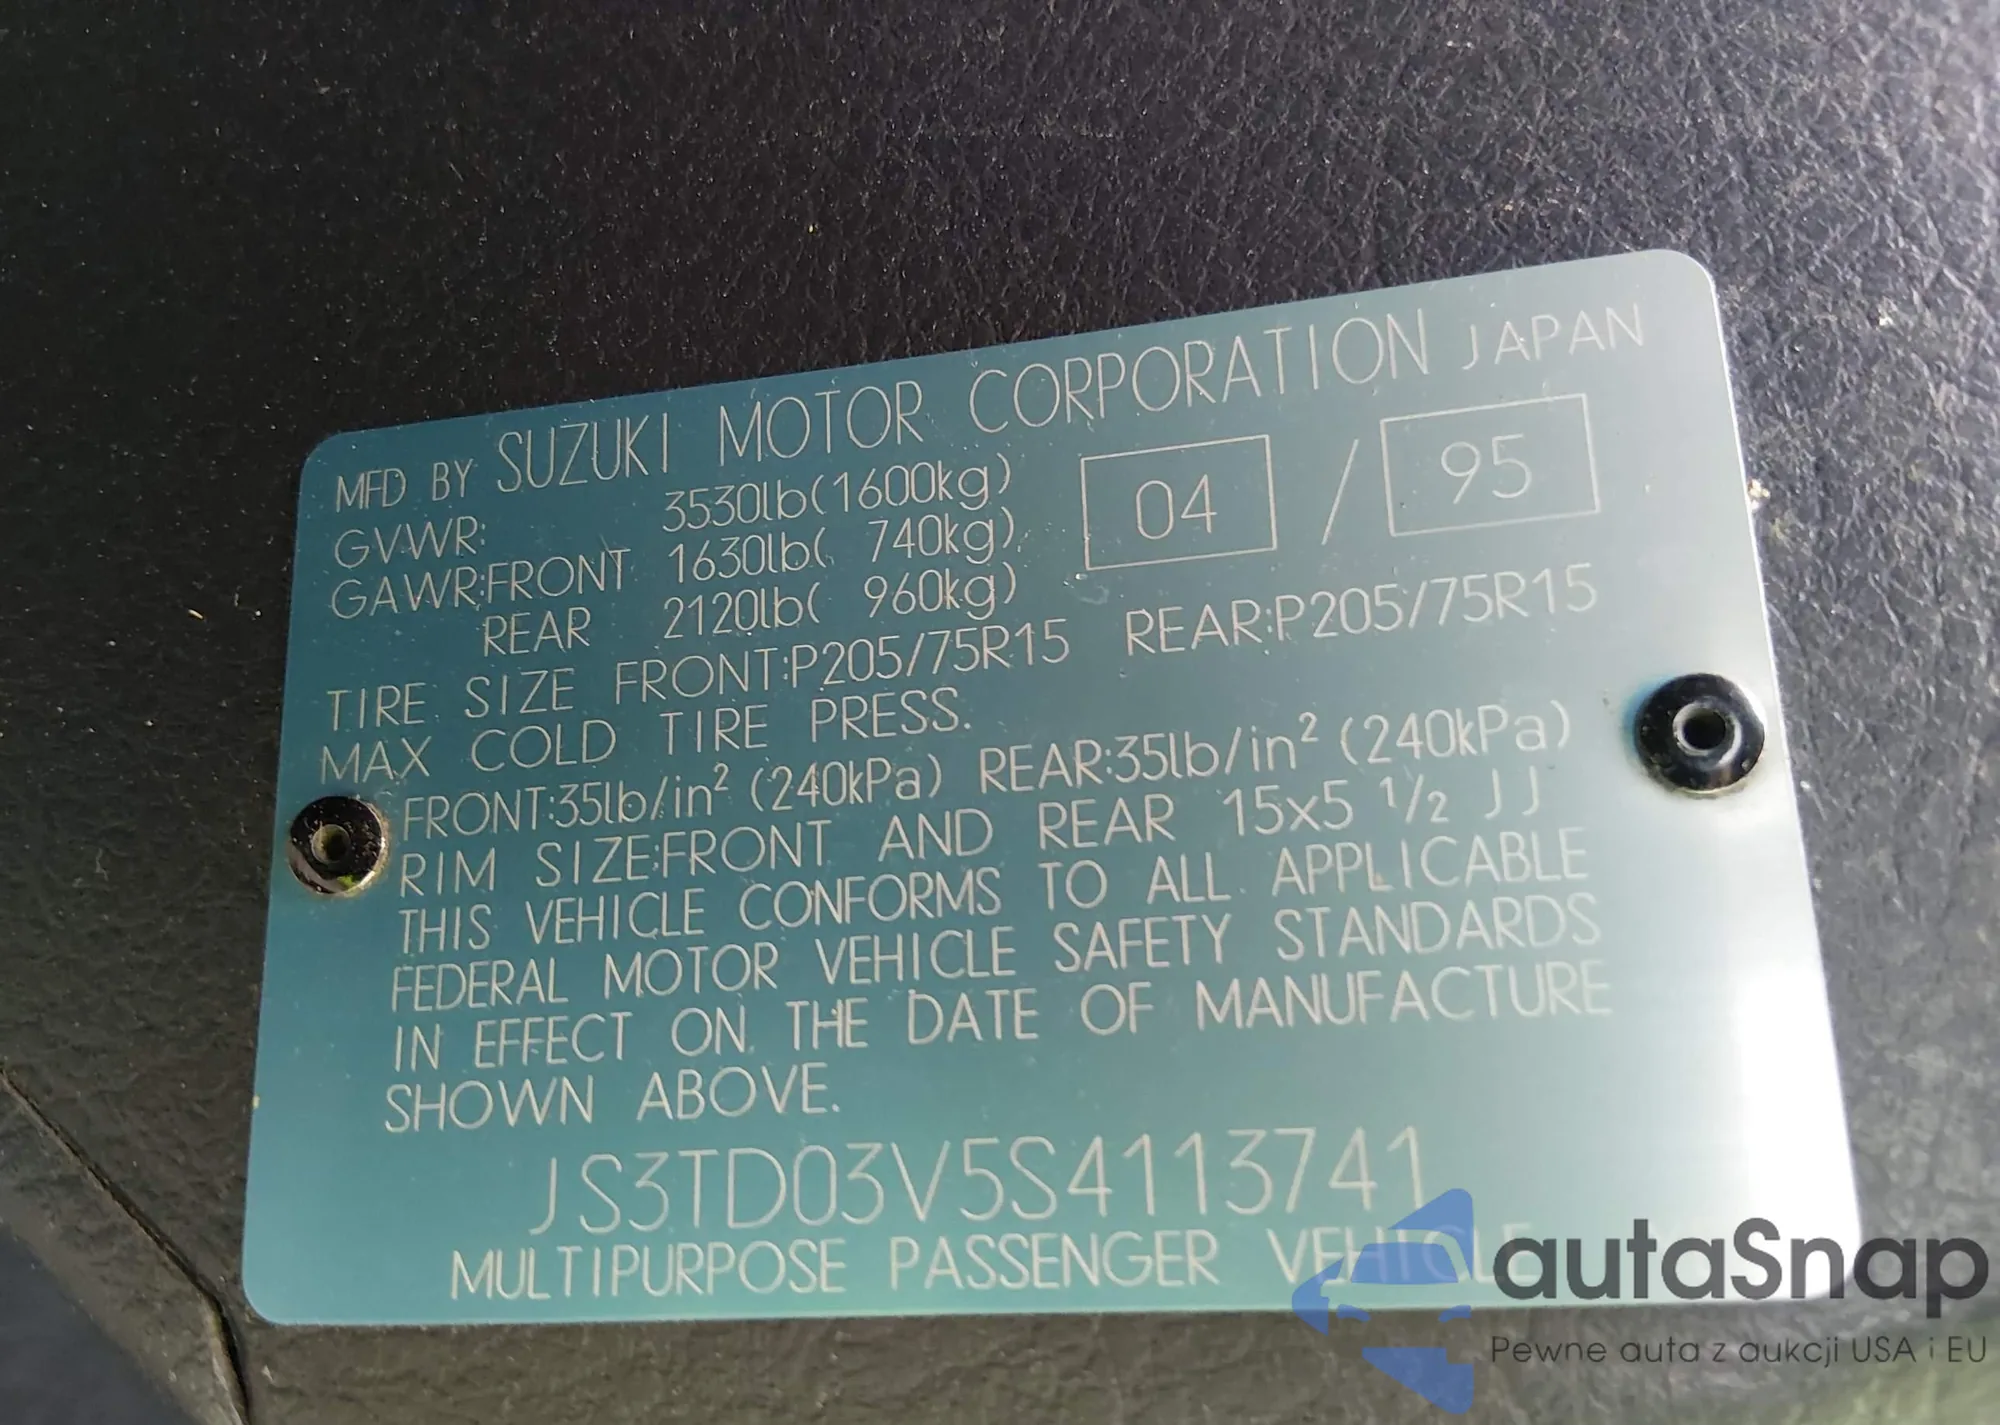 MFD BY SUZUKI MOTOR CORPORATION JAPAN
GVWR: 3530lb(1600kg)
04 / 95
GAWR:FRONT 1630lb( 740kg)
REAR 2120lb( 960kg)
TIRE SIZE FRONT:P205/75R15 REAR:P205/75R15
MAX COLD TIRE PRESS.
FRONT:35lb/in² (240kPa) REAR:35lb/in² (240kPa)
RIM SIZE:FRONT AND REAR 15x5 1/2 JJ
THIS VEHICLE CONFORMS TO ALL APPLICABLE
FEDERAL MOTOR VEHICLE SAFETY STANDARDS
IN EFFECT ON THE DATE OF MANUFACTURE
SHOWN ABOVE.
JS3TD03V5S4113741
MULTIPURPOSE PASSENGER VEHICLE
autaSnap
Pewne auta z aukcji USA i EU